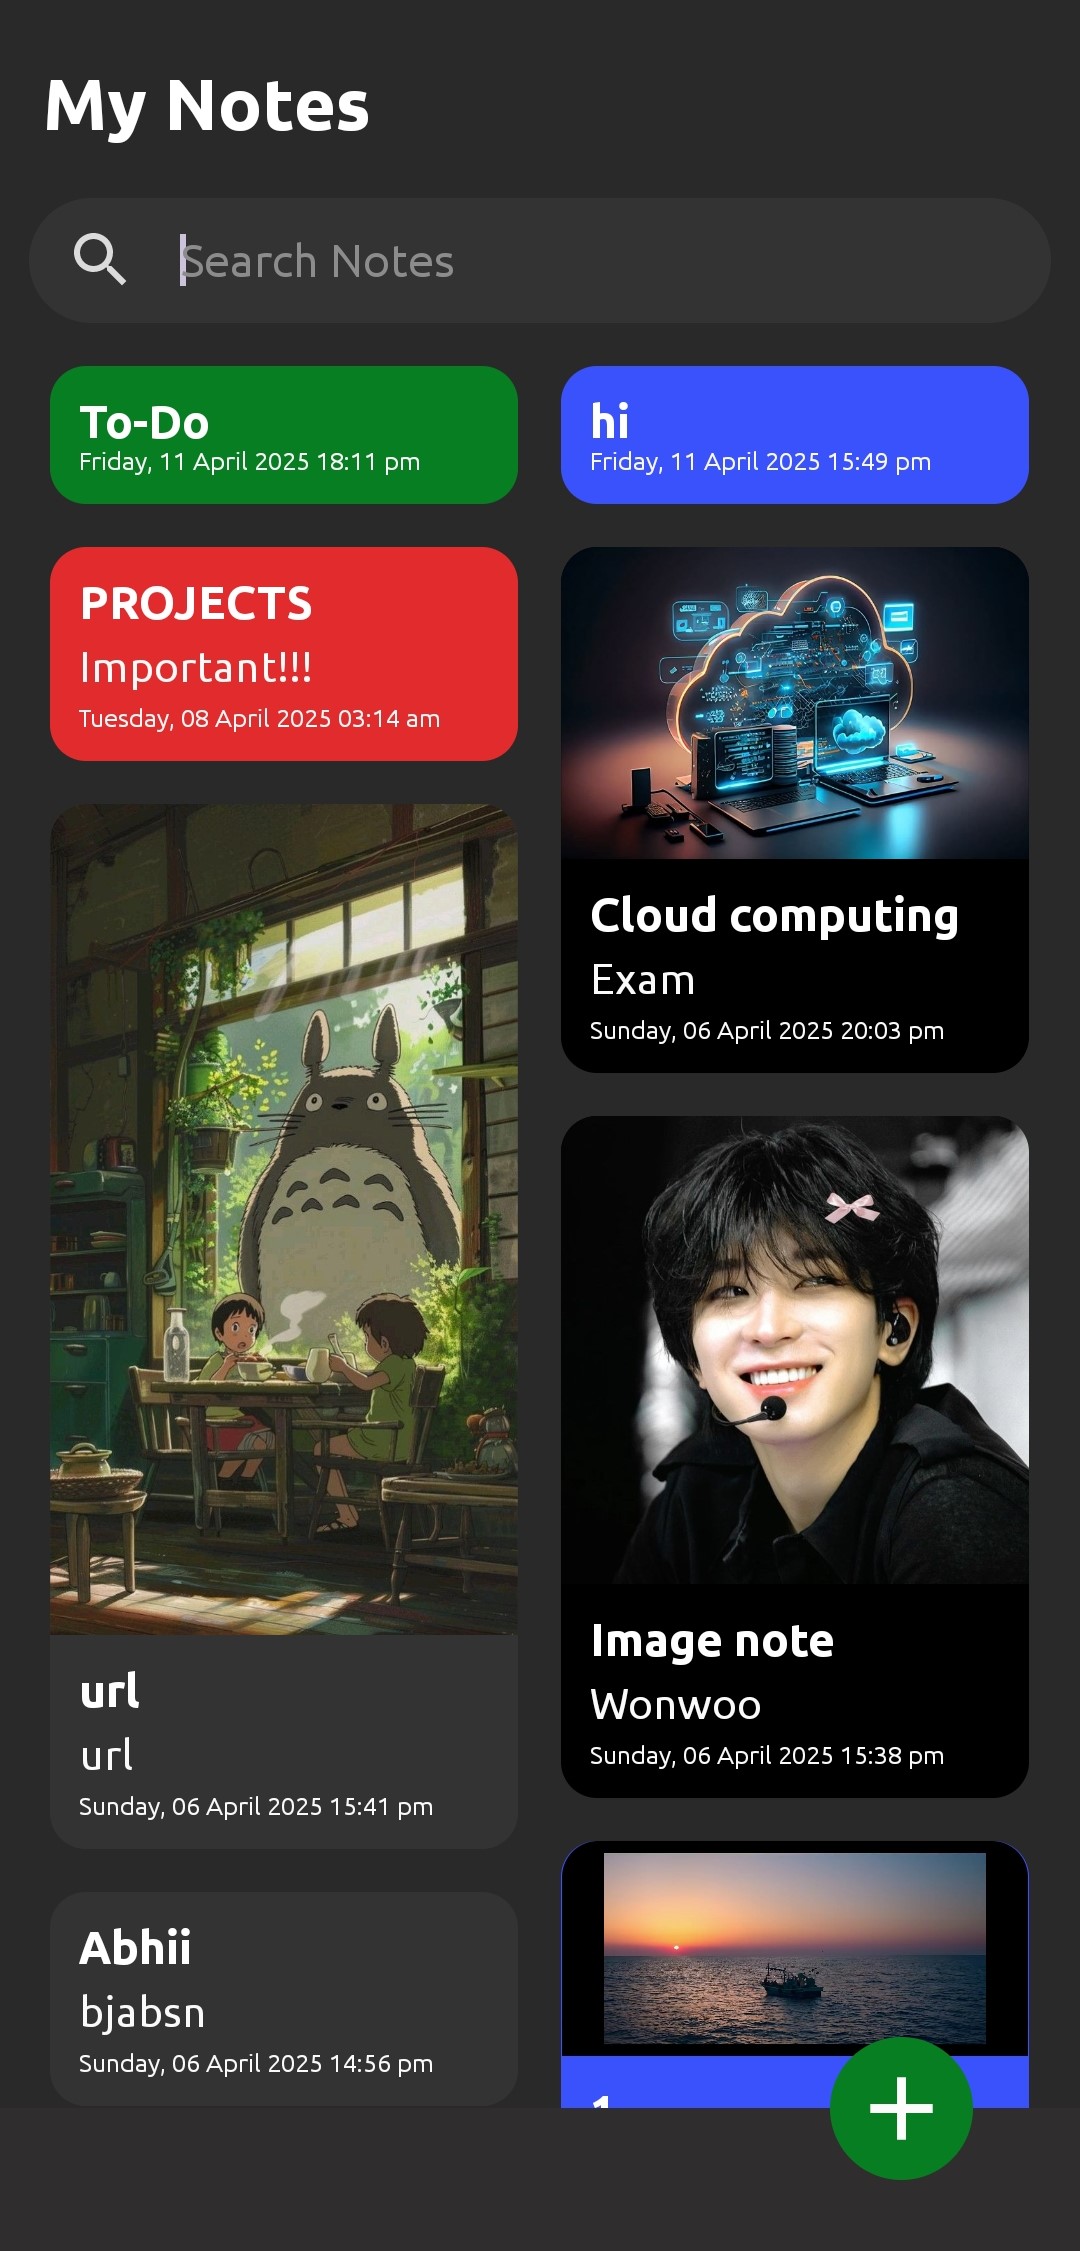 My Notes
Search Notes
To-Do
Friday, 11 April 2025 18:11 pm
hi
Friday, 11 April 2025 15:49 pm
PROJECTS
Important!!!
Tuesday, 08 April 2025 03:14 am
Cloud computing
Exam
Sunday, 06 April 2025 20:03 pm
url
url
Sunday, 06 April 2025 15:41 pm
Image note
Wonwoo
Sunday, 06 April 2025 15:38 pm
Abhii
bjabsn
Sunday, 06 April 2025 14:56 pm